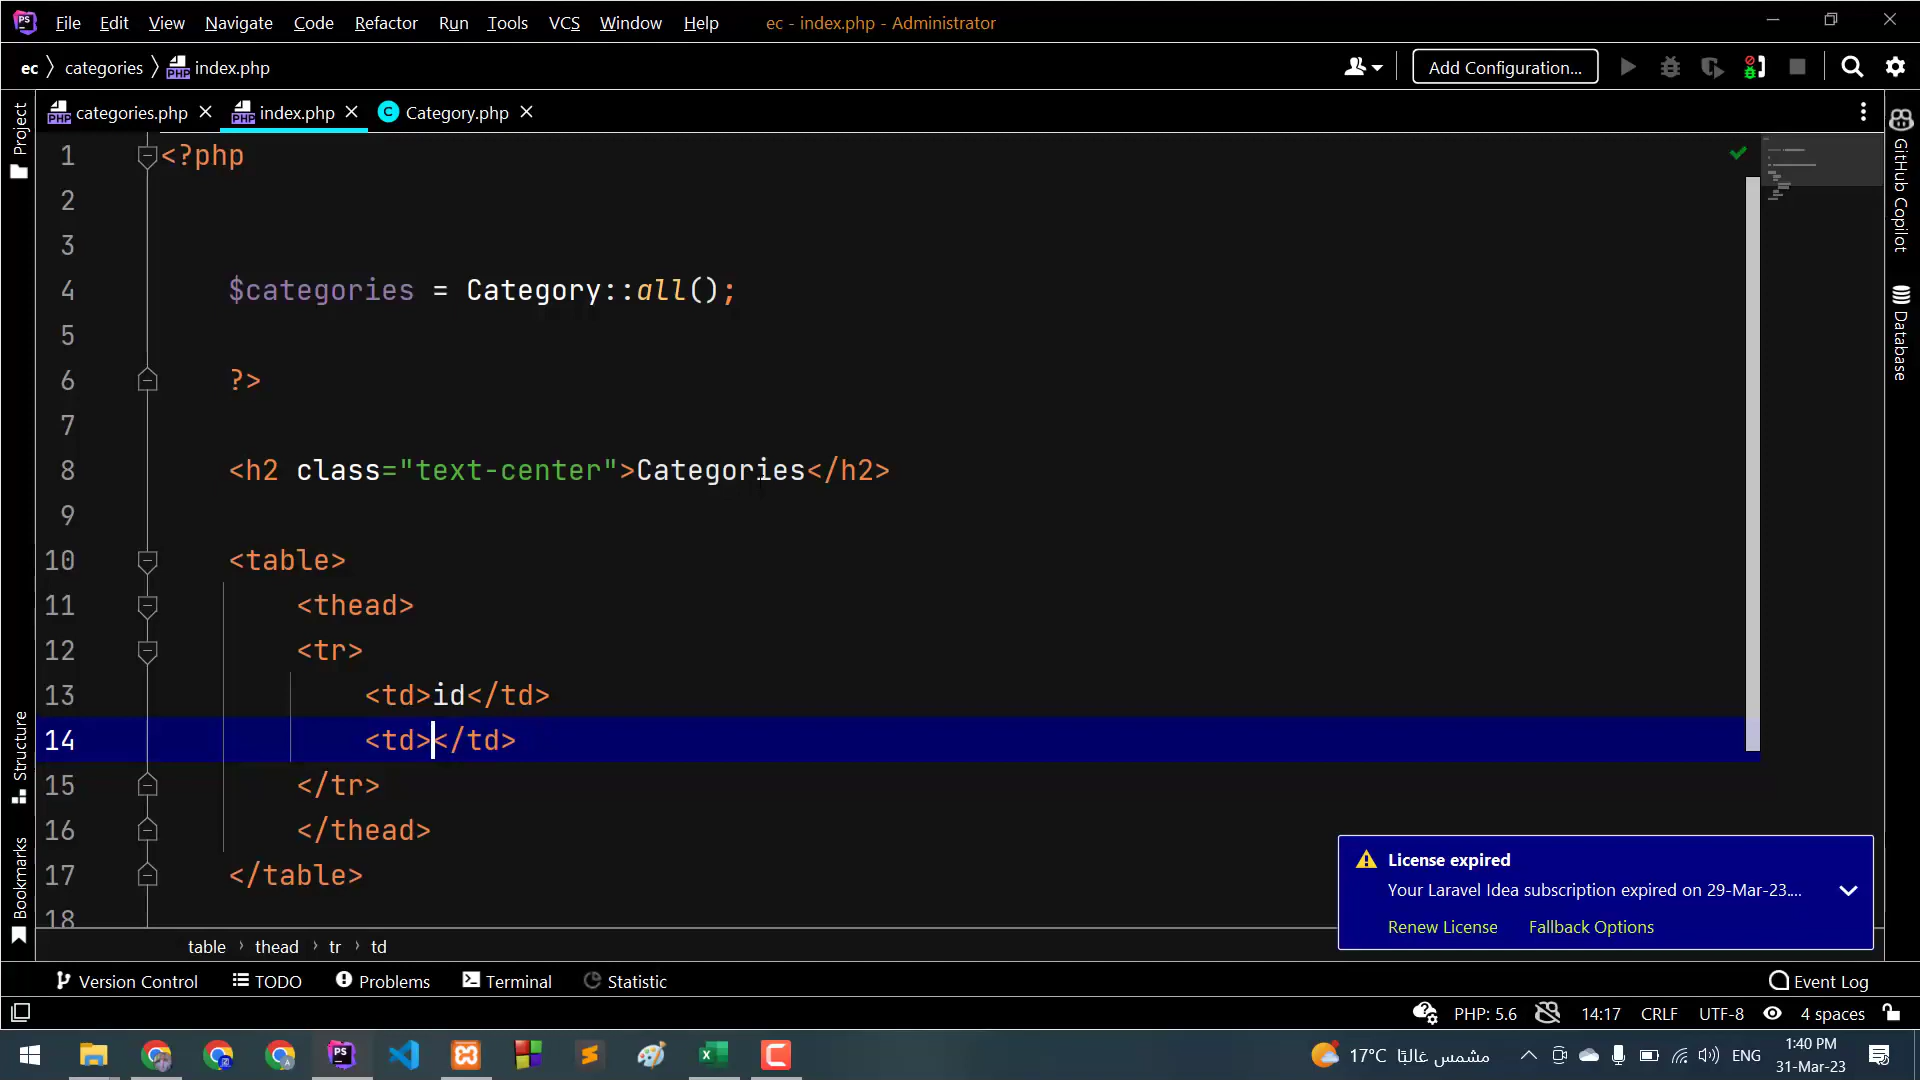 PS File Edit View Navigate Code Refactor Run Tools VCS Window Help ec - index.php - Administrator
ec categories PHP index.php Add Configuration...
PHP categories.php PHP index.php C Category.php
Project
Structure
Bookmarks
1 <?php
2
3
4 $categories = Category::all();
5
6 ?>
7
8 <h2 class="text-center">Categories</h2>
9
10 <table>
11 <thead>
12 <tr>
13 <td>id</td>
14 <td></td>
15 </tr>
16 </thead>
17 </table>
18
GitHub Copilot
Database
License expired
Your Laravel Idea subscription expired on 29-Mar-23....
Renew License Fallback Options
table › thead › tr › td
Version Control TODO Problems Terminal Statistic Event Log
PHP: 5.6 14:17 CRLF UTF-8 4 spaces
PS 17°C مشمس غالبًا ENG 1:40 PM
31-Mar-23